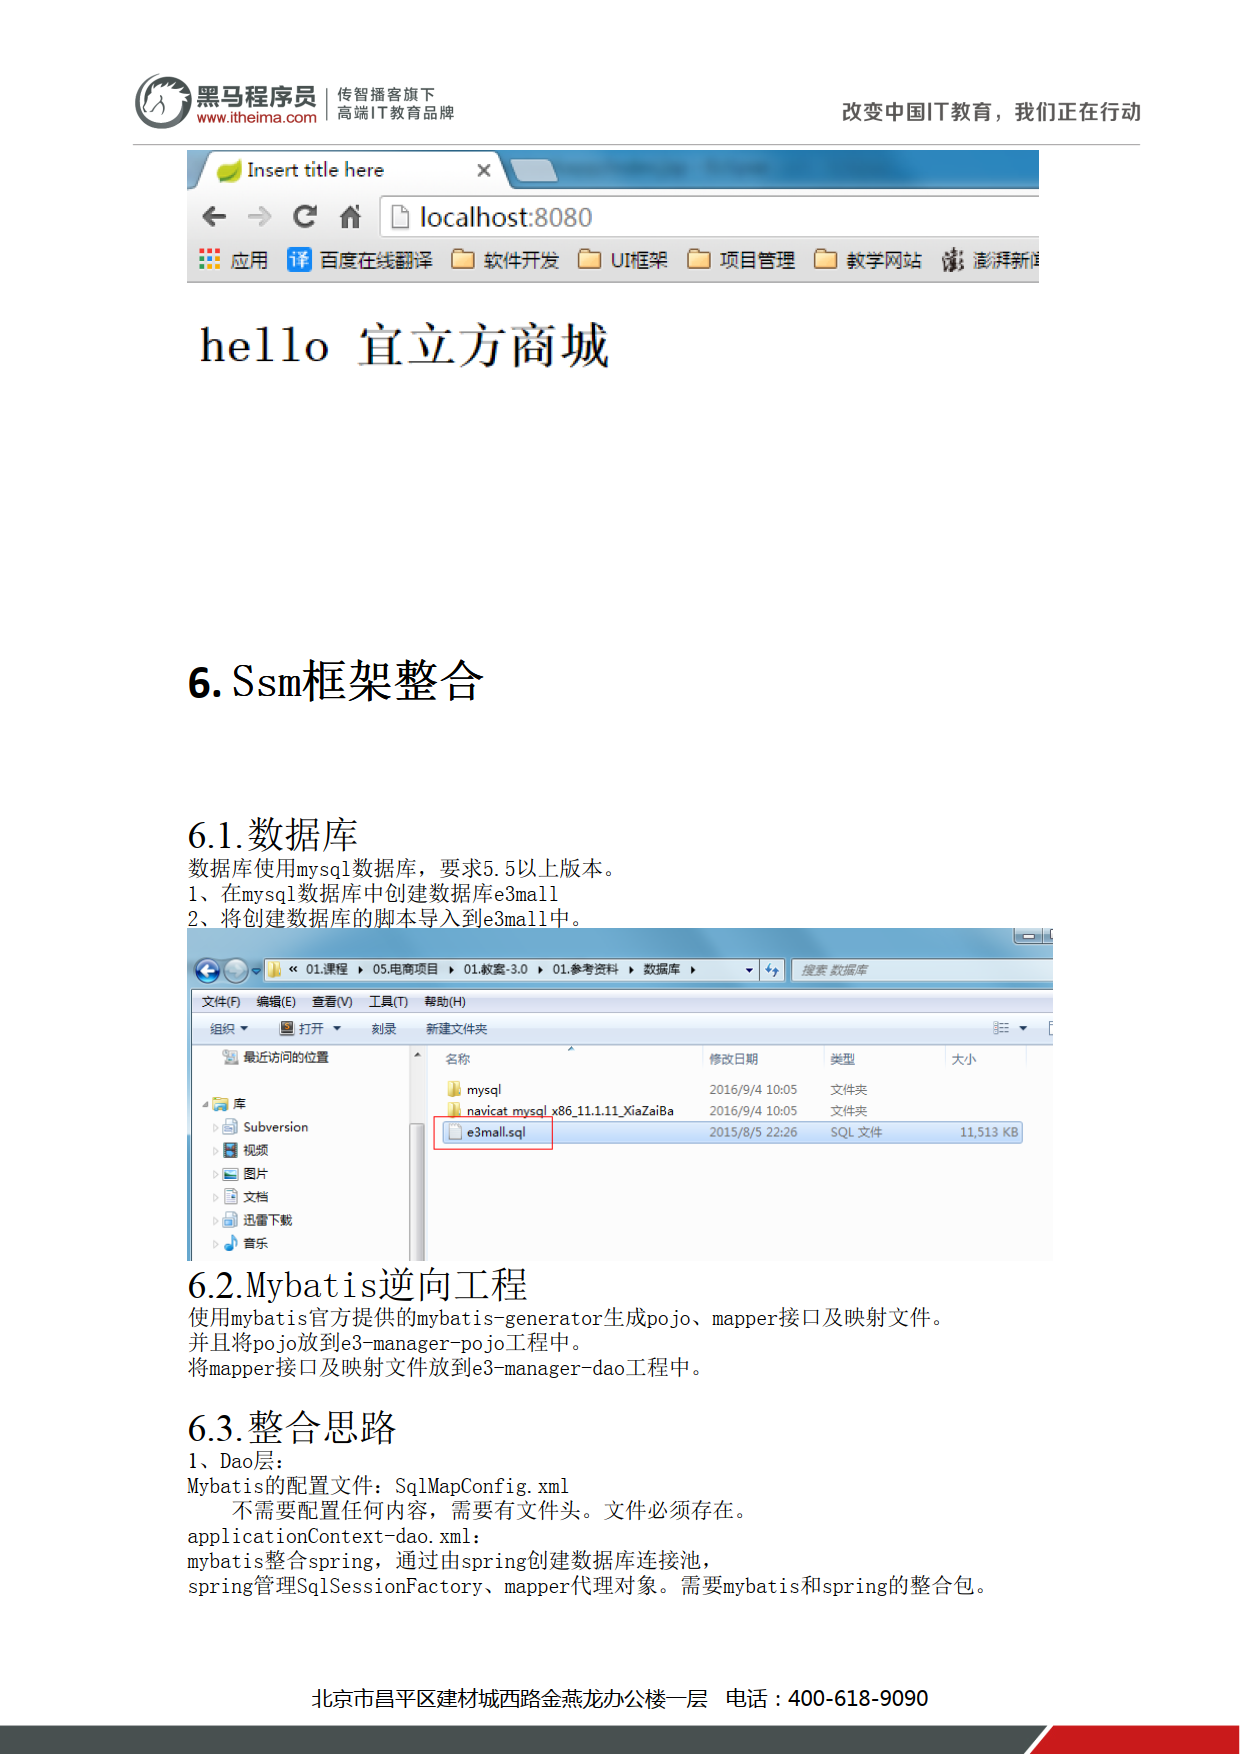 黑马程序员
www.itheima.com
传智播客旗下
高端IT教育品牌
改变中国IT教育，我们正在行动
Insert title here
localhost:8080
应用 译 百度在线翻译 软件开发 UI框架 项目管理 教学网站 澎湃新闻
hello 宜立方商城
6. Ssm框架整合
6.1.数据库
数据库使用mysql数据库，要求5.5以上版本。
1、在mysql数据库中创建数据库e3mall
2、将创建数据库的脚本导入到e3mall中。
« 01.课程 05.电商项目 01.教案-3.0 01.参考资料 数据库 搜索 数据库
文件(F) 编辑(E) 查看(V) 工具(T) 帮助(H)
组织 打开 刻录 新建文件夹
最近访问的位置
名称 修改日期 类型 大小
mysql 2016/9/4 10:05 文件夹
库
navicat mysql x86_11.1.11_XiaZaiBa 2016/9/4 10:05 文件夹
Subversion
e3mall.sql 2015/8/5 22:26 SQL 文件 11,513 KB
视频
图片
文档
迅雷下载
音乐
6.2.Mybatis逆向工程
使用mybatis官方提供的mybatis-generator生成pojo、mapper接口及映射文件。
并且将pojo放到e3-manager-pojo工程中。
将mapper接口及映射文件放到e3-manager-dao工程中。
6.3.整合思路
1、Dao层：
Mybatis的配置文件：SqlMapConfig.xml
不需要配置任何内容，需要有文件头。文件必须存在。
applicationContext-dao.xml：
mybatis整合spring，通过由spring创建数据库连接池，
spring管理SqlSessionFactory、mapper代理对象。需要mybatis和spring的整合包。
北京市昌平区建材城西路金燕龙办公楼一层 电话：400-618-9090